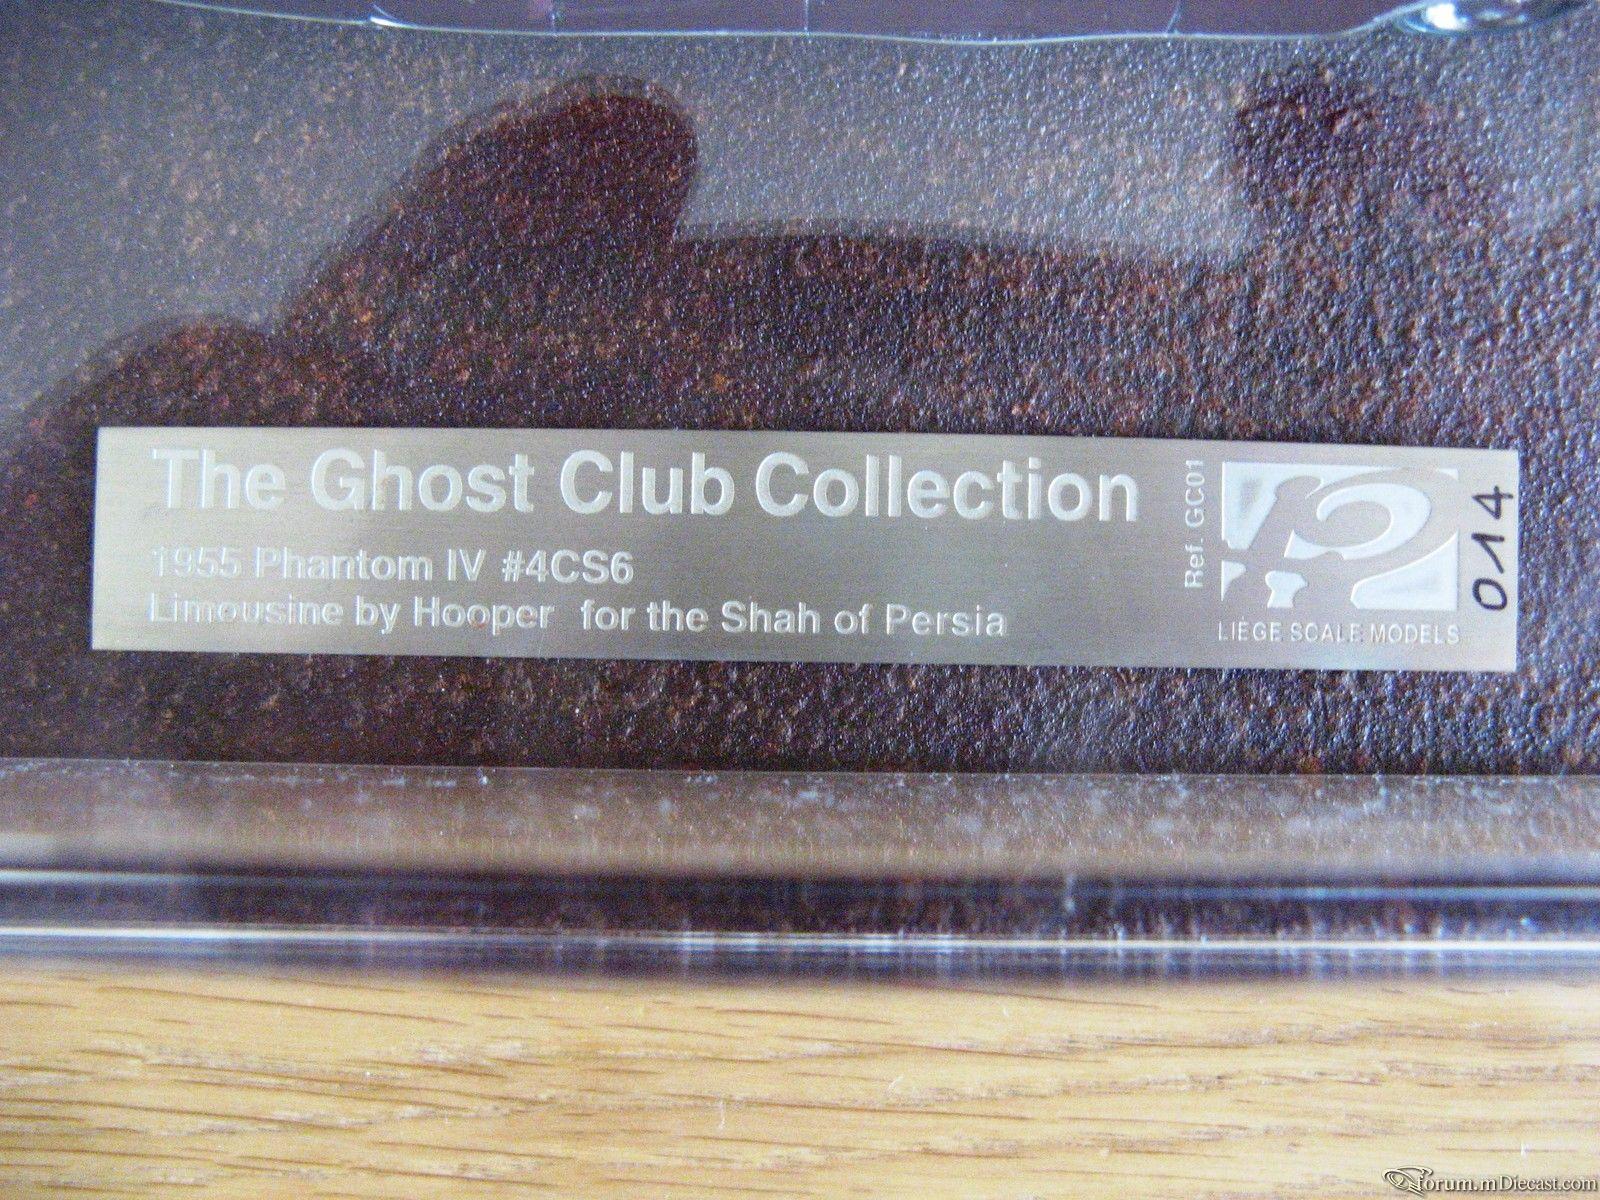 The Ghost Club Collection
1955 Phantom IV #4CS6
Limousine by Hooper for the Shah of Persia
Ref. GC01
LIEGE SCALE MODELS
014
forum.mDiecast.com